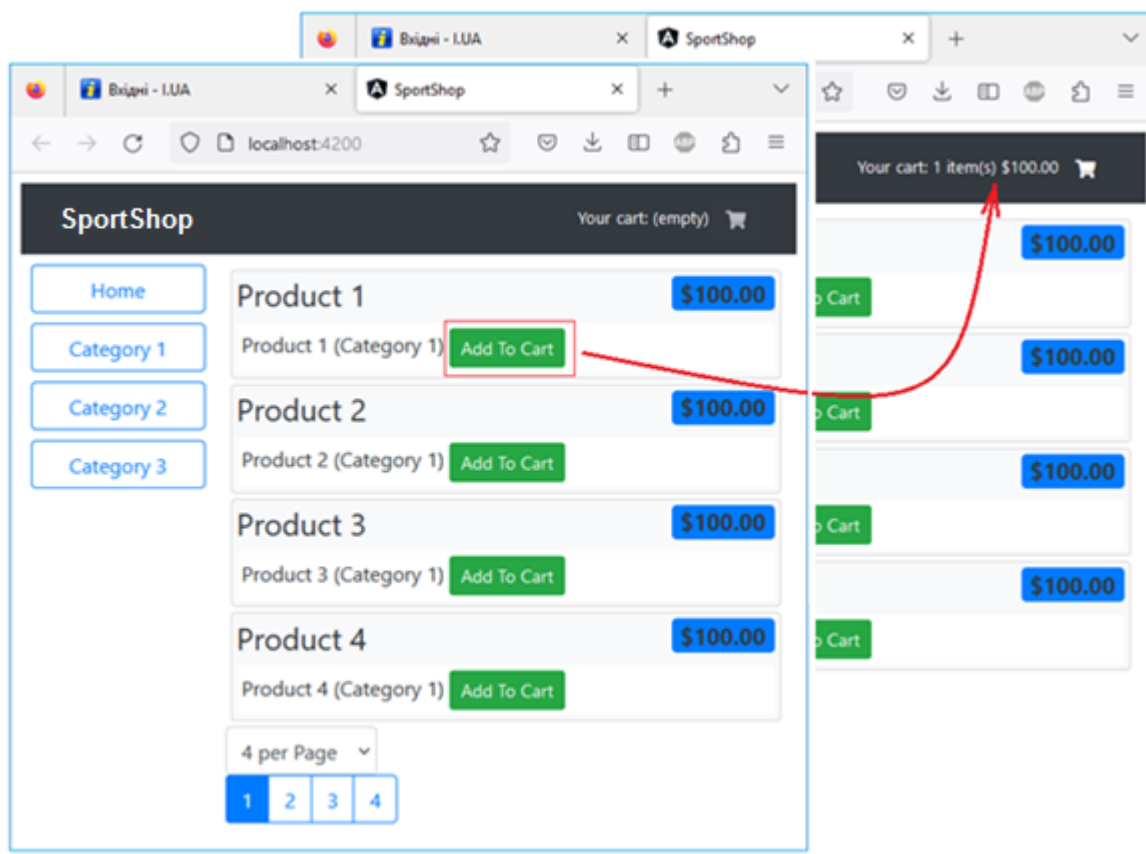 Вхідні - I.UA
SportShop
Вхідні - I.UA
SportShop
localhost:4200
SportShop
Your cart: (empty)
Your cart: 1 item(s) $100.00
Home
Category 1
Category 2
Category 3
Product 1
$100.00
Product 1 (Category 1)
Add To Cart
Product 2
$100.00
Product 2 (Category 1)
Add To Cart
Product 3
$100.00
Product 3 (Category 1)
Add To Cart
Product 4
$100.00
Product 4 (Category 1)
Add To Cart
4 per Page
1 2 3 4
$100.00
Cart
$100.00
Cart
$100.00
Cart
$100.00
Cart